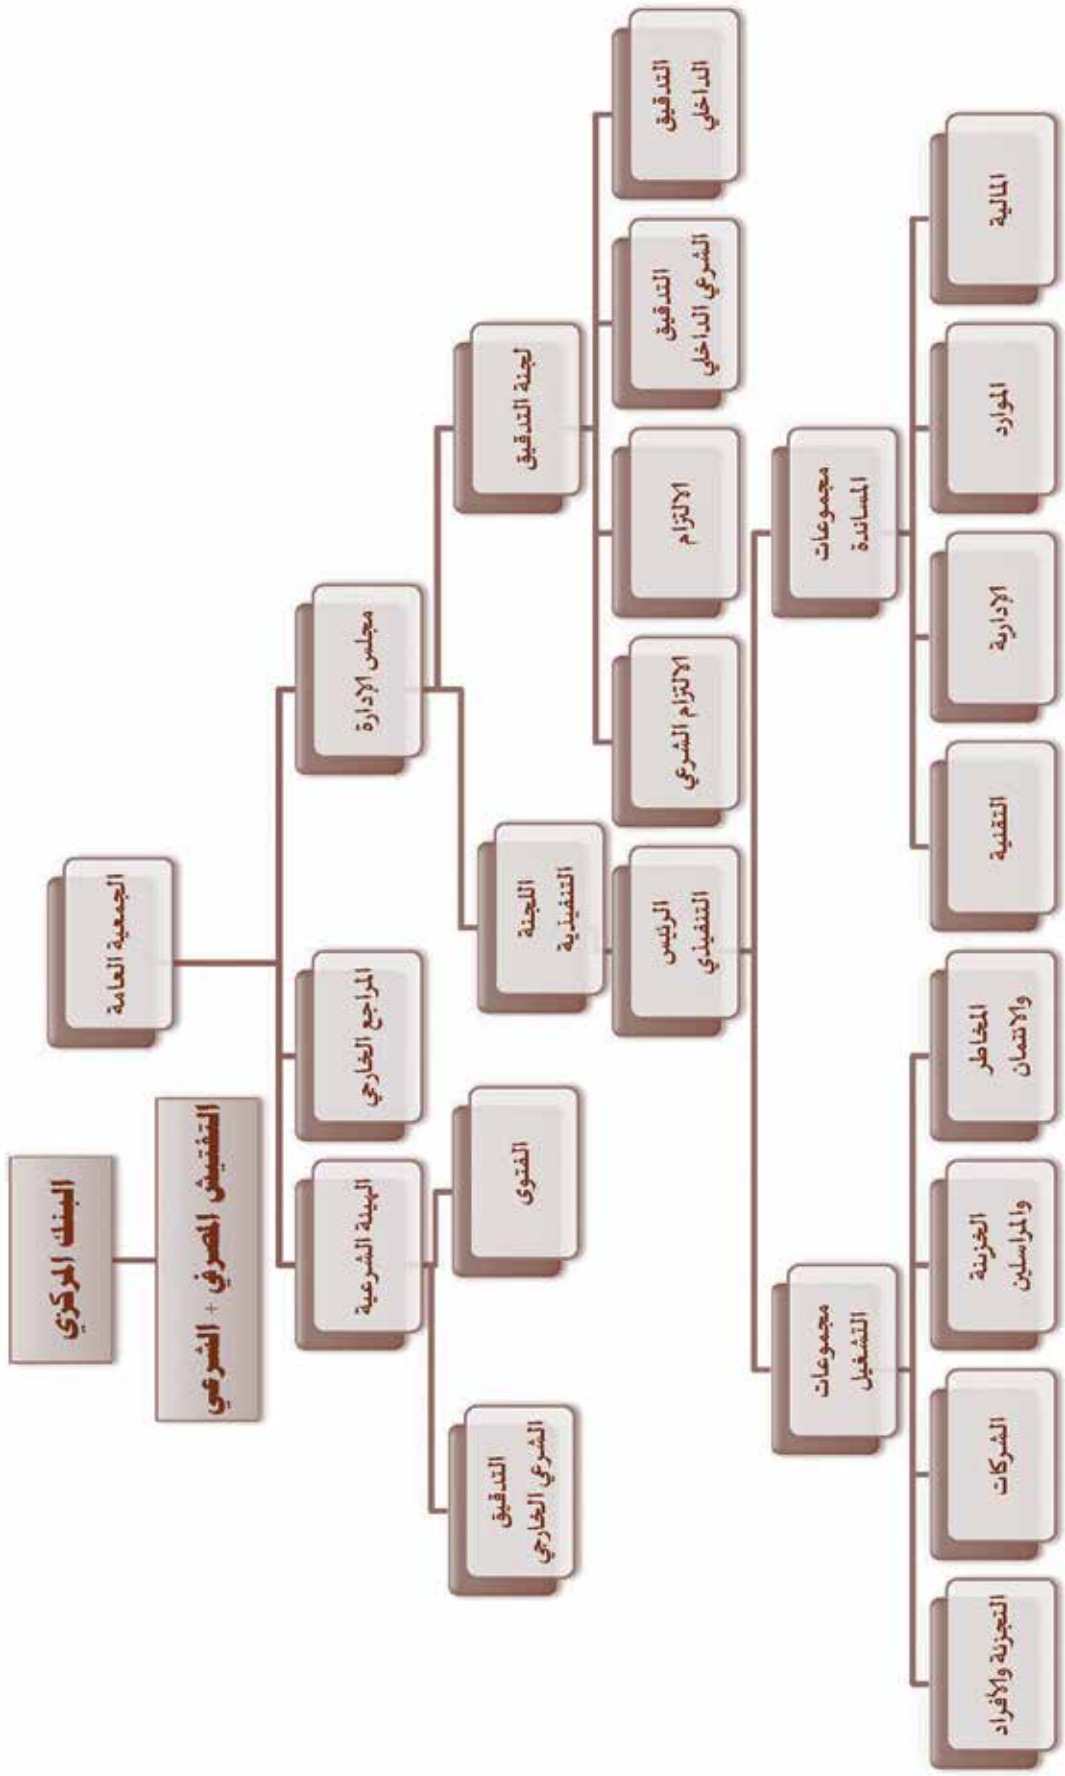 البنك المركزي
التفتيش المصرفي + الشرعي
الجمعية العامة
مجلس الإدارة
المراجع الخارجي
الهيئة الشرعية
لجنة التدقيق
اللجنة
التنفيذية
الفتوى
التدقيق
الشرعي الخارجي
التدقيق
الداخلي
التدقيق
الشرعي الداخلي
الالتزام
الالتزام الشرعي
الرئيس
التنفيذي
مجموعات
المساندة
مجموعات
التشغيل
المالية
الموارد
الإدارية
التقنية
المخاطر
والائتمان
الخزينة
والمراسلين
الشركات
التجزئة والأفراد